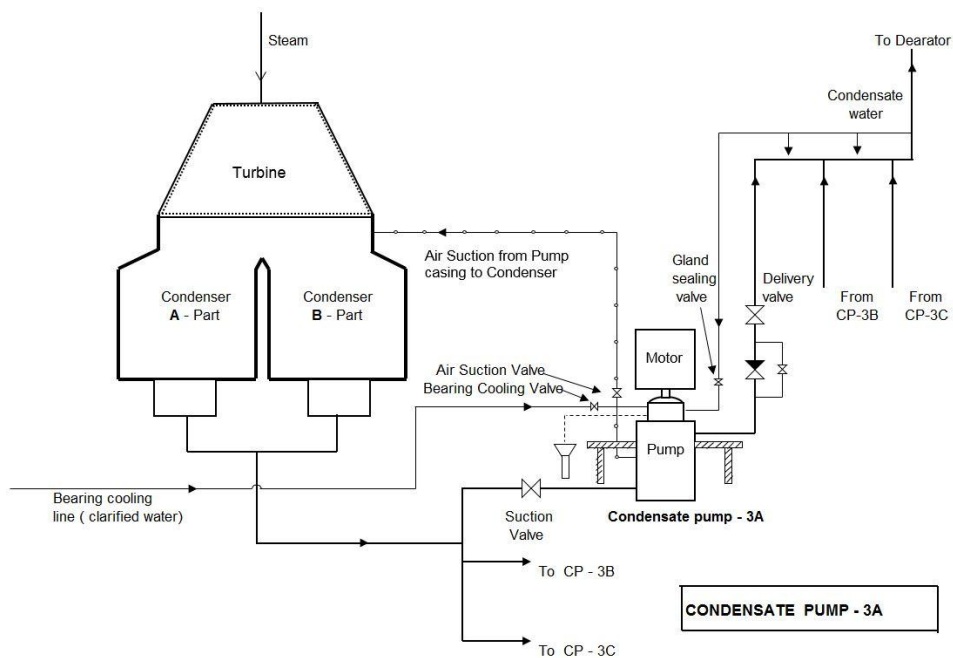 Steam
To Dearator
Condensate
water
Turbine
Air Suction from Pump
casing to Condenser
Gland
sealing
valve
Delivery
valve
Condenser
A - Part
Condenser
B - Part
From
CP-3B
From
CP-3C
Motor
Air Suction Valve
Bearing Cooling Valve
Pump
Bearing cooling
line ( clarified water)
Suction
Valve
Condensate pump - 3A
To CP - 3B
CONDENSATE PUMP - 3A
To CP - 3C